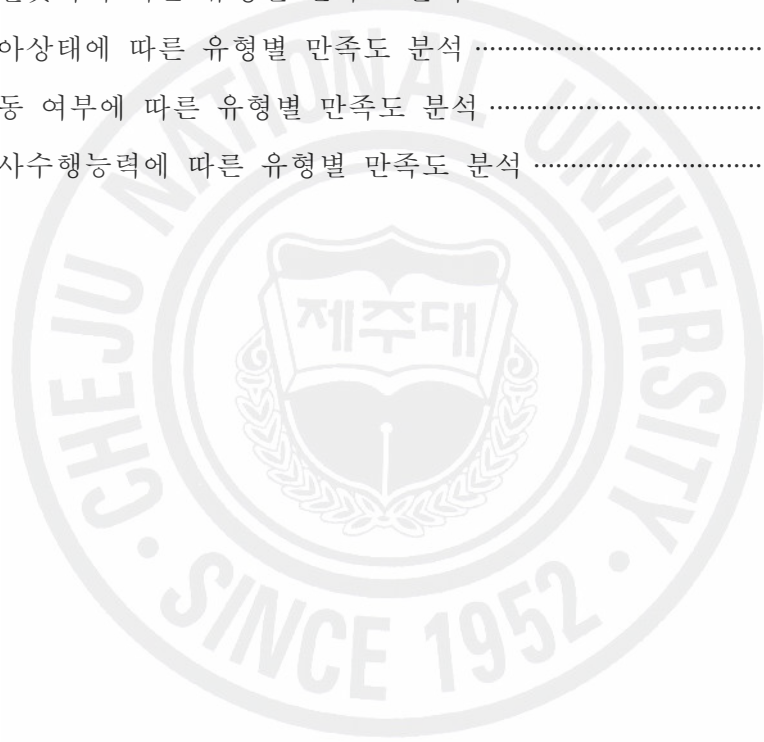 아상태에 따른 유형별 만족도 분석 ······································
동 여부에 따른 유형별 만족도 분석 ····································
사수행능력에 따른 유형별 만족도 분석 ·······························
CHEJU NATIONAL UNIVERSITY
제주대
SINCE 1952